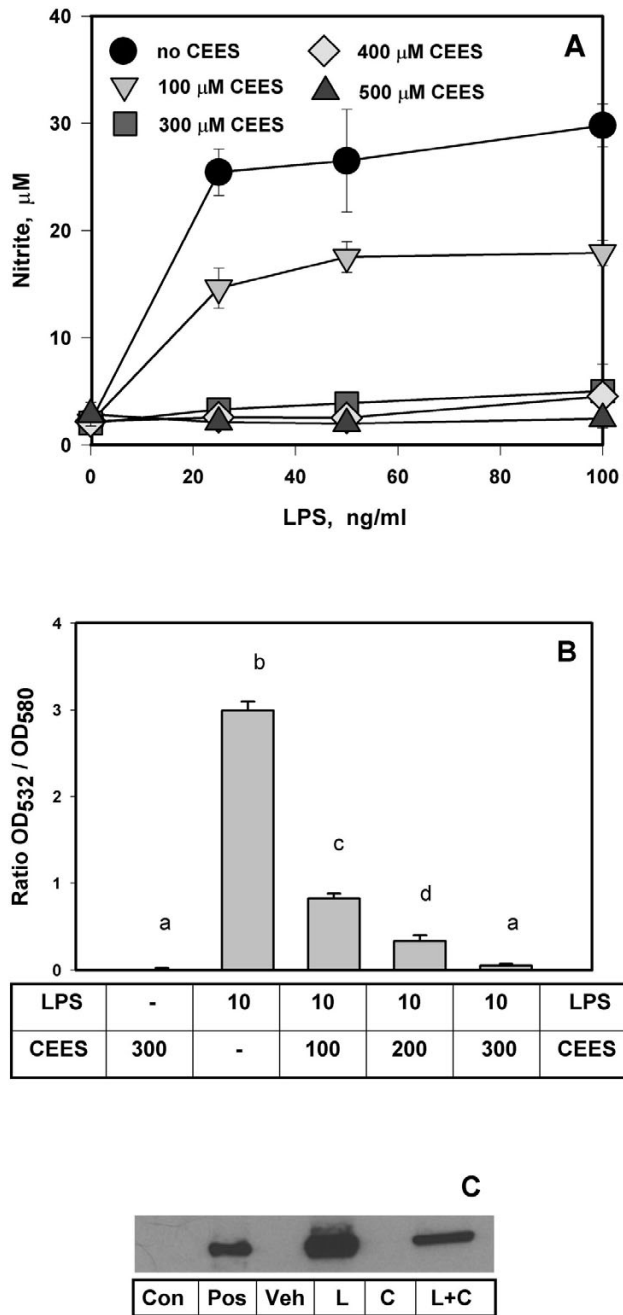 A
no CEES 400 μM CEES
100 μM CEES 500 μM CEES
300 μM CEES
Nitrite, μM
40
30
20
10
0
0 20 40 60 80 100
LPS, ng/ml
B
Ratio OD532 / OD580
4
3
2
1
0
a b c d a
LPS - 10 10 10 10 LPS
CEES 300 - 100 200 300 CEES
C
Con Pos Veh L C L+C